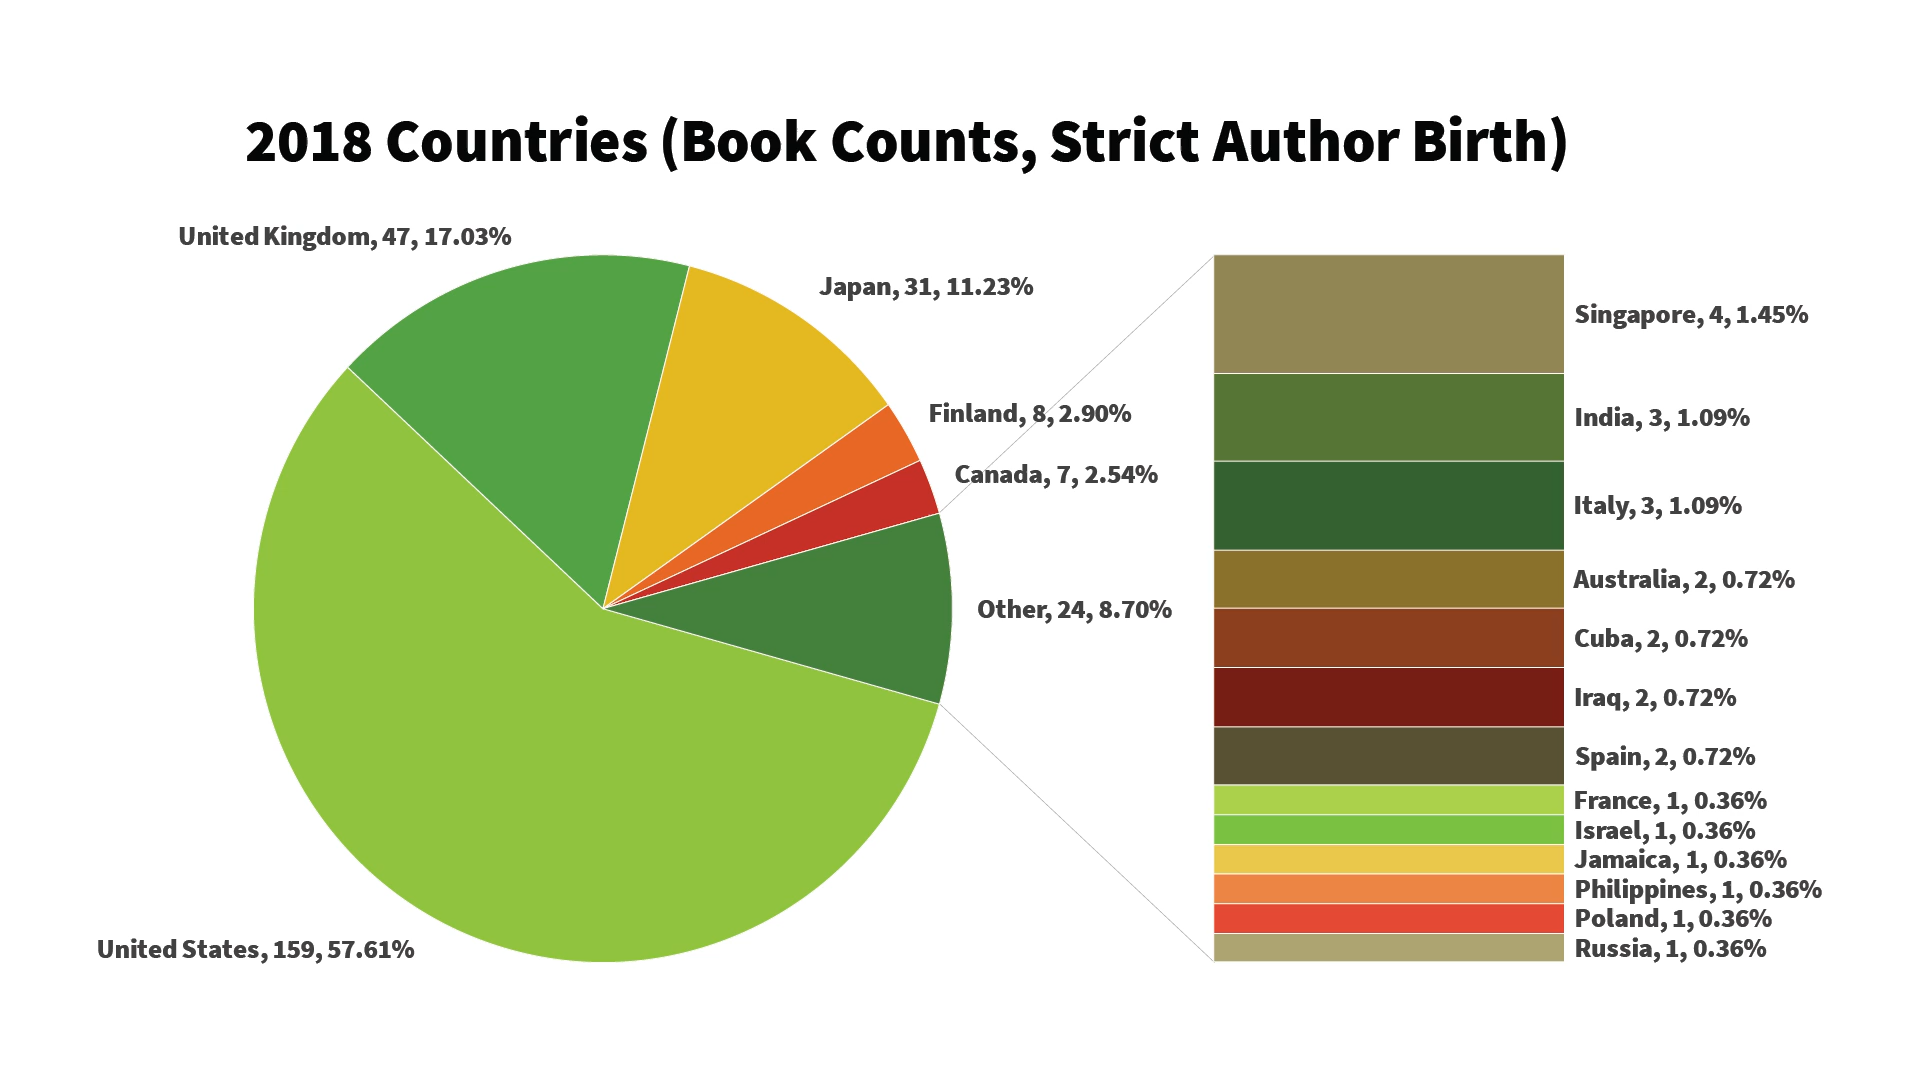 2018 Countries (Book Counts, Strict Author Birth)
United Kingdom, 47, 17.03%
Japan, 31, 11.23%
Finland, 8, 2.90%
Canada, 7, 2.54%
Other, 24, 8.70%
United States, 159, 57.61%
Singapore, 4, 1.45%
India, 3, 1.09%
Italy, 3, 1.09%
Australia, 2, 0.72%
Cuba, 2, 0.72%
Iraq, 2, 0.72%
Spain, 2, 0.72%
France, 1, 0.36%
Israel, 1, 0.36%
Jamaica, 1, 0.36%
Philippines, 1, 0.36%
Poland, 1, 0.36%
Russia, 1, 0.36%